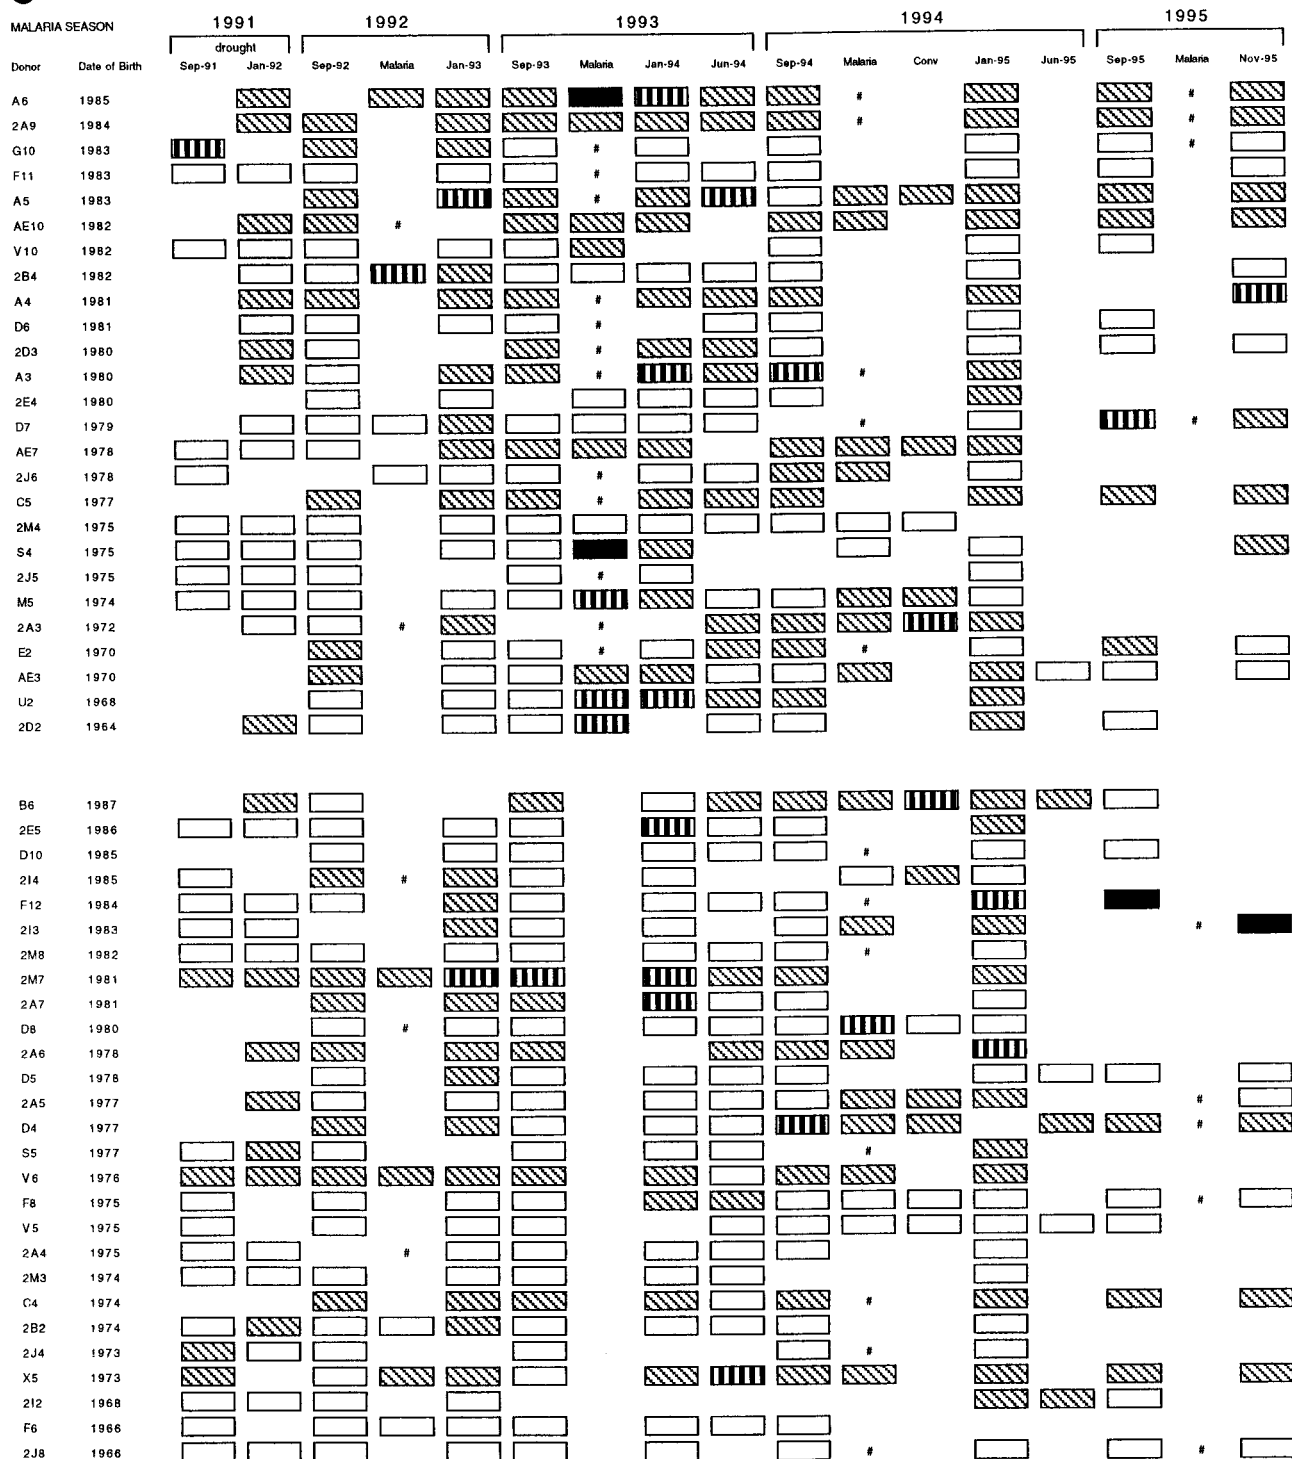 1991 1992 1993 1994 1995
MALARIA SEASON
drought
Donor Date of Birth Sep-91 Jan-92 Sep-92 Malaria Jan-93 Sep-93 Malaria Jan-94 Jun-94 Sep-94 Malaria Conv Jan-95 Jun-95 Sep-95 Malaria Nov-95
A6 1985 # #
2A9 1984 # #
G10 1983 # #
F11 1983 #
A5 1983 #
AE10 1982 #
V10 1982
2B4 1982
A4 1981 #
D6 1981 #
2D3 1980 #
A3 1980 # #
2E4 1980
D7 1979 # #
AE7 1978
2J6 1978 #
C5 1977 #
2M4 1975
S4 1975
2J5 1975 #
M5 1974
2A3 1972 # #
E2 1970 # #
AE3 1970
U2 1968
2D2 1964
B6 1987
2E5 1986
D10 1985 #
2I4 1985 #
F12 1984 #
2I3 1983 #
2M8 1982 #
2M7 1981
2A7 1981
D8 1980 #
2A6 1978
D5 1978
2A5 1977 #
D4 1977 #
S5 1977 #
V6 1976
F8 1975 #
V5 1975
2A4 1975 #
2M3 1974
C4 1974 #
2B2 1974
2J4 1973 #
X5 1973
2I2 1968
F6 1966
2J8 1966 # #